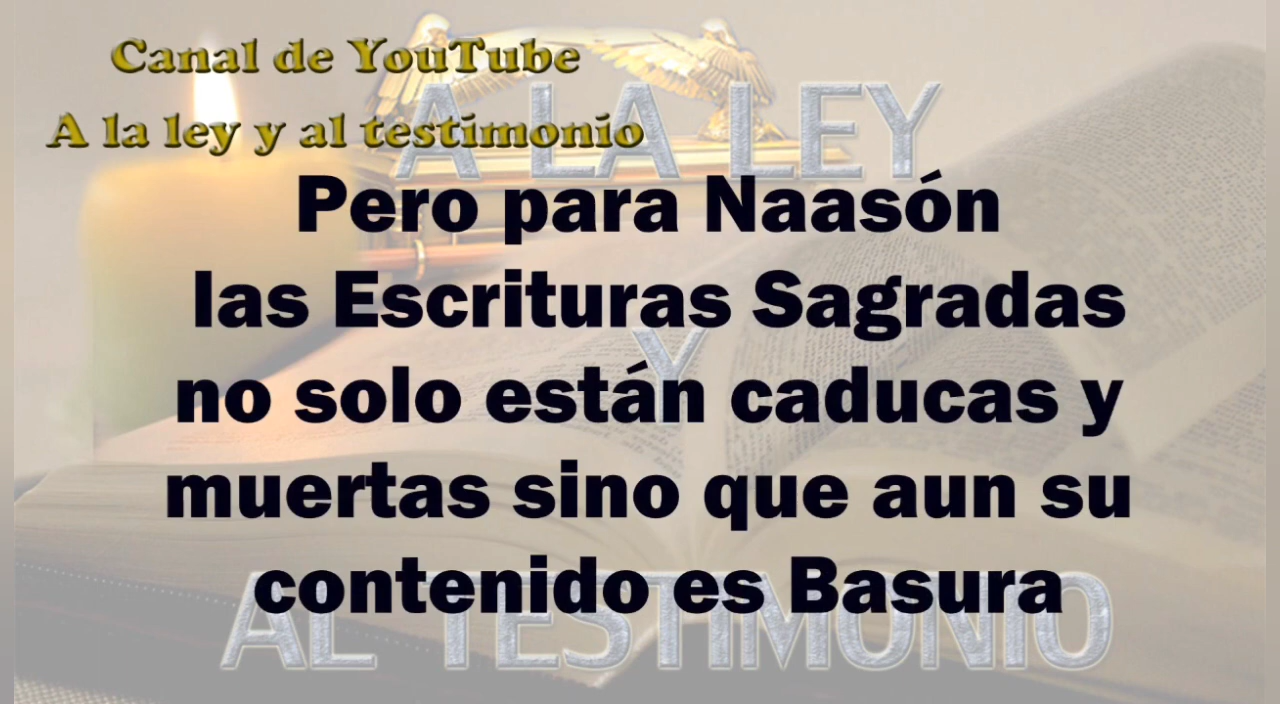 Canal de YouTube
A la ley y al testimonio
A LA LEY
Pero para Naasón
las Escrituras Sagradas
Y
no solo están caducas y
muertas sino que aun su
contenido es Basura
AL TESTIMONIO